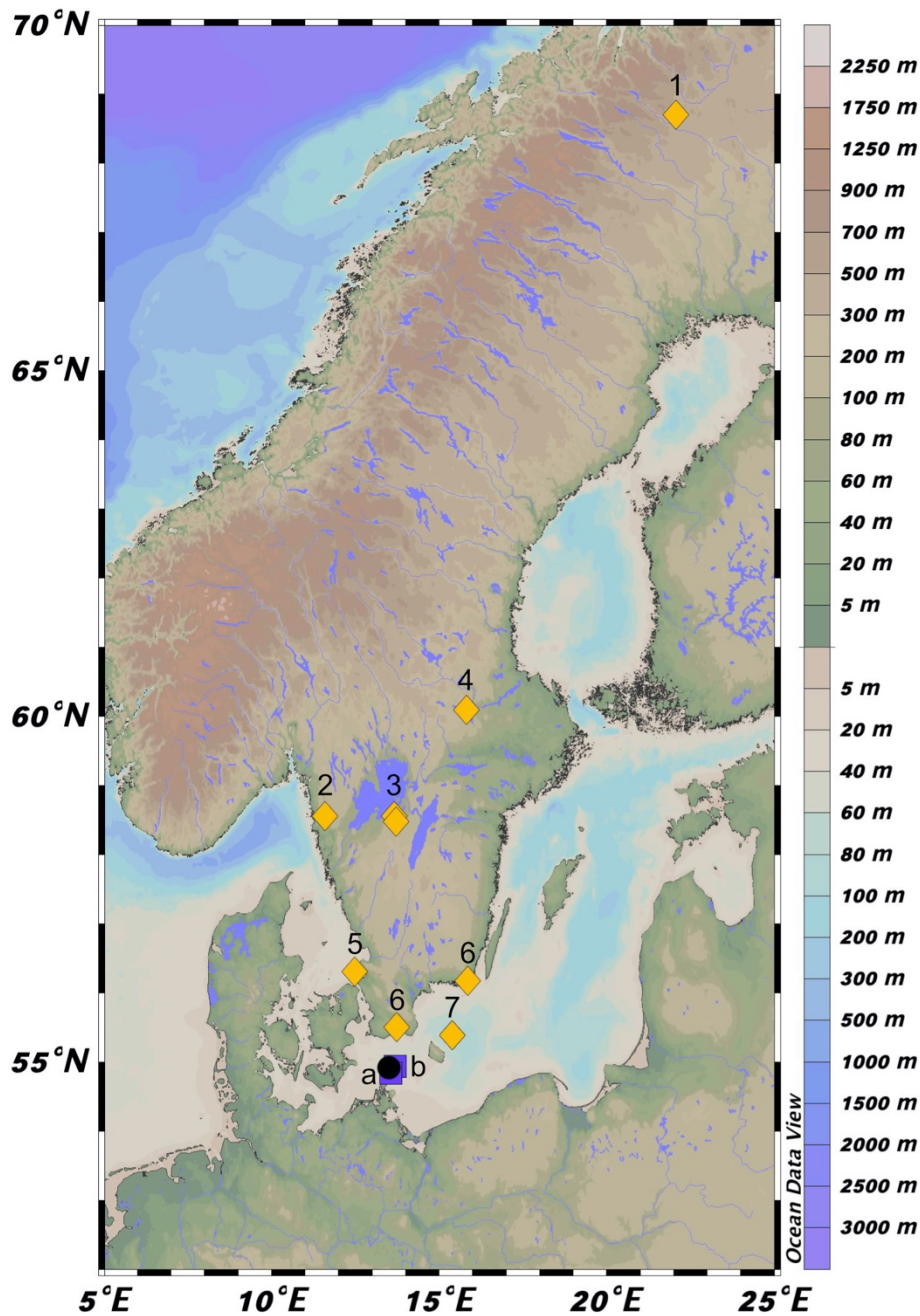 70°N
65°N
60°N
55°N
5°E
10°E
15°E
20°E
25°E
1
4
2
3
5
6
6
7
a
b
2250 m
1750 m
1250 m
900 m
700 m
500 m
300 m
200 m
100 m
80 m
60 m
40 m
20 m
5 m
5 m
20 m
40 m
60 m
80 m
100 m
200 m
300 m
500 m
1000 m
1500 m
2000 m
2500 m
3000 m
Ocean Data View